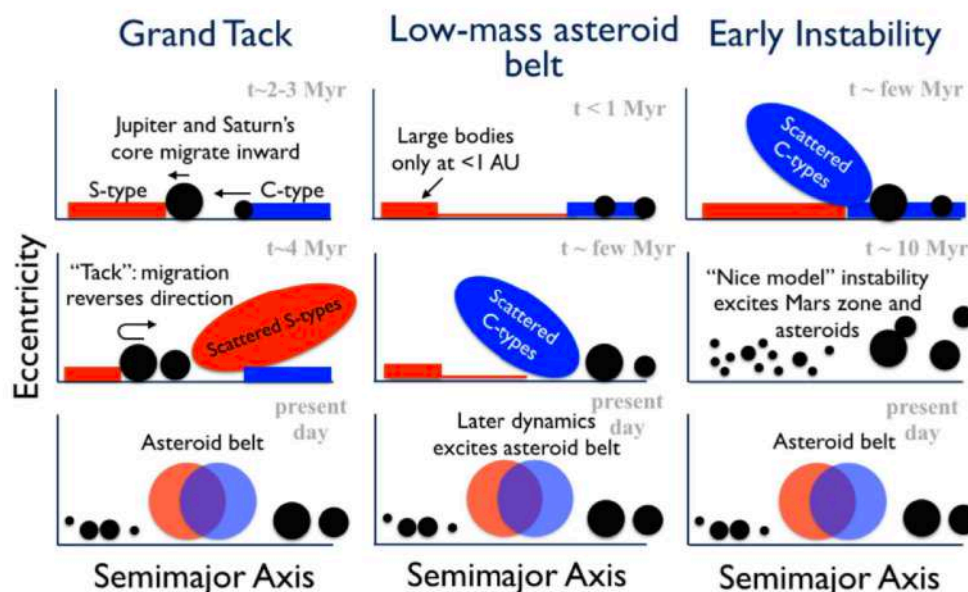 Grand Tack
Low-mass asteroid
belt
Early Instability
t~2-3 Myr
Jupiter and Saturn's
core migrate inward
S-type
C-type
t < 1 Myr
Large bodies
only at <1 AU
t ~ few Myr
Scattered
C-types
t~4 Myr
"Tack": migration
reverses direction
Scattered S-types
t ~ few Myr
Scattered
C-types
t ~ 10 Myr
"Nice model" instability
excites Mars zone and
asteroids
present
day
Asteroid belt
present
day
Later dynamics
excites asteroid belt
present
day
Asteroid belt
Eccentricity
Semimajor Axis
Semimajor Axis
Semimajor Axis